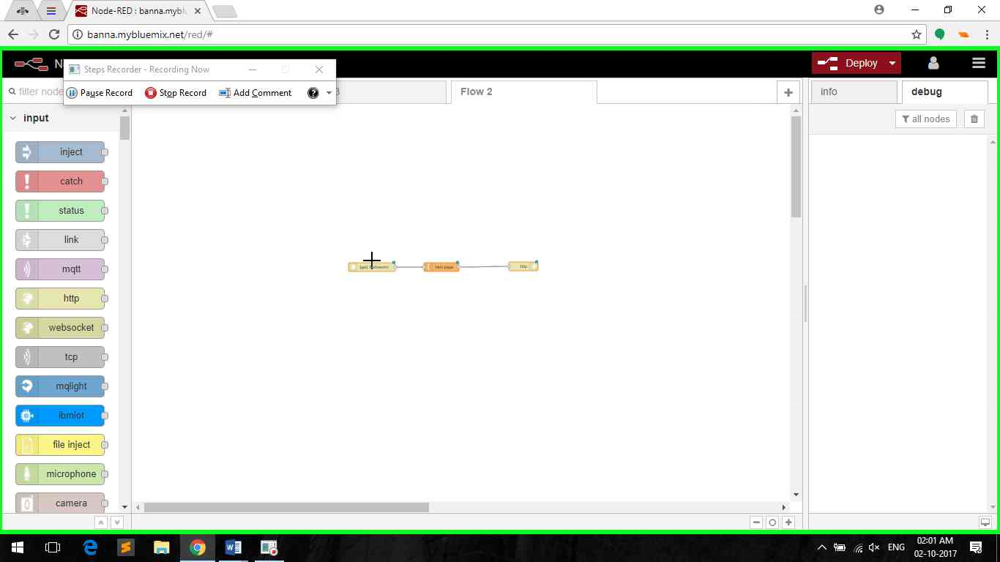 Node-RED : banna.mybl
banna.mybluemix.net/red/#
N
Steps Recorder - Recording Now
Deploy
Pause Record
Stop Record
Add Comment
filter node
3
Flow 2
info
debug
all nodes
input
inject
catch
status
link
mqtt
http
websocket
tcp
mqlight
ibmiot
file inject
microphone
camera
[get]
page
http
ENG
02:01 AM
02-10-2017